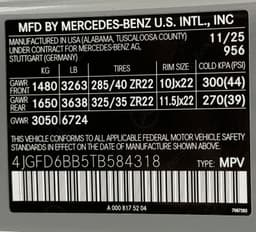 MFD BY MERCEDES-BENZ U.S. INTL., INC
MANUFACTURED IN USA (ALABAMA, TUSCALOOSA COUNTY) 11/25
UNDER CONTRACT FOR MERCEDES-BENZ AG, 956
STUTTGART (GERMANY)
KG LB TIRES RIM SIZE COLD KPA (PSI)
GAWR FRONT 1480 3263 285/40 ZR22 10Jx22 300(44)
GAWR REAR 1650 3638 325/35 ZR22 11.5jx22 270(39)
GVWR 3050 6724
THIS VEHICLE CONFORMS TO ALL APPLICABLE FEDERAL MOTOR VEHICLE SAFETY
STANDARDS IN EFFECT ON THE DATE OF MANUFACTURE SHOWN ABOVE.
4JGFD6BB5TB584318 TYPE: MPV
A 000 817 52 04